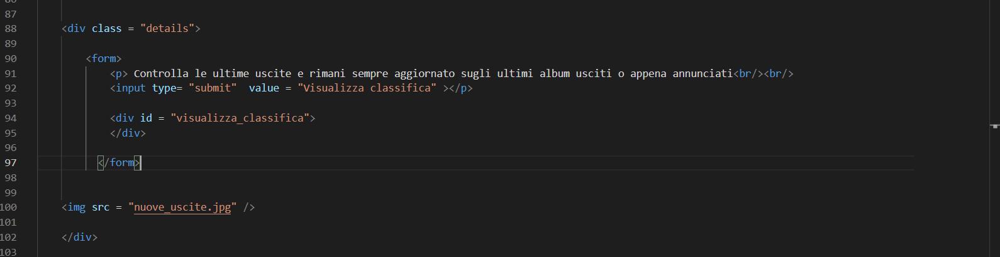 86
87
88 <div class = "details">
89
90 <form>
91 <p> Controlla le ultime uscite e rimani sempre aggiornato sugli ultimi album usciti o appena annunciati<br/><br/>
92 <input type= "submit"  value = "Visualizza classifica" ></p>
93
94 <div id = "visualizza_classifica">
95 </div>
96
97 </form>
98
99
100 <img src = "nuove_uscite.jpg" />
101
102 </div>
103